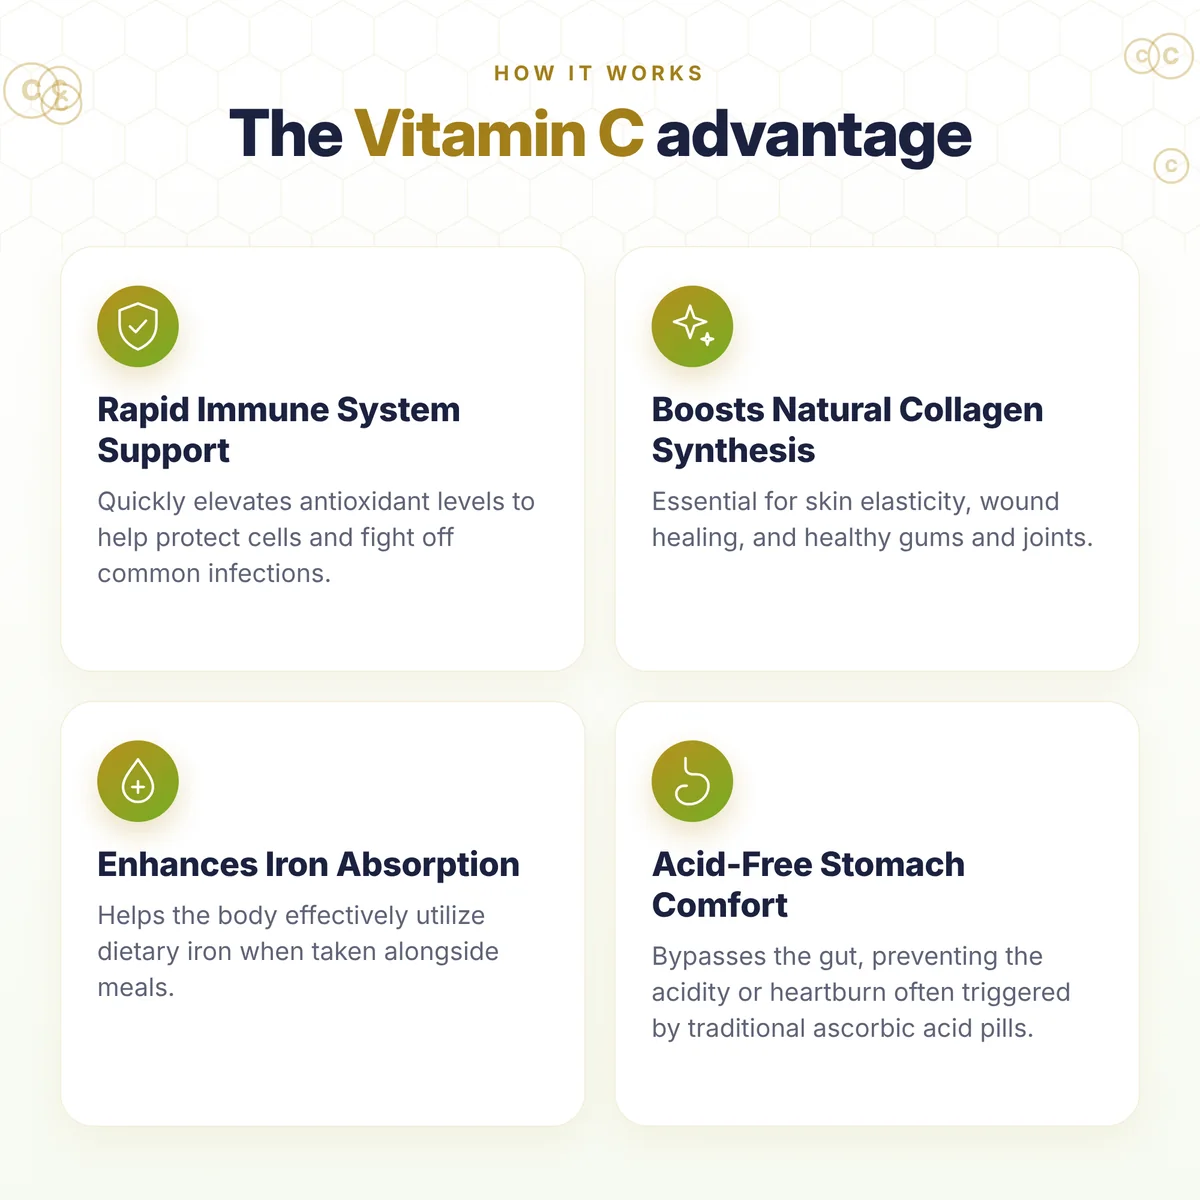 HOW IT WORKS
The Vitamin C advantage
C
C
C
C
C
C
Rapid Immune System
Support
Quickly elevates antioxidant levels to
help protect cells and fight off
common infections.
Boosts Natural Collagen
Synthesis
Essential for skin elasticity, wound
healing, and healthy gums and joints.
Enhances Iron Absorption
Helps the body effectively utilize
dietary iron when taken alongside
meals.
Acid-Free Stomach
Comfort
Bypasses the gut, preventing the
acidity or heartburn often triggered
by traditional ascorbic acid pills.